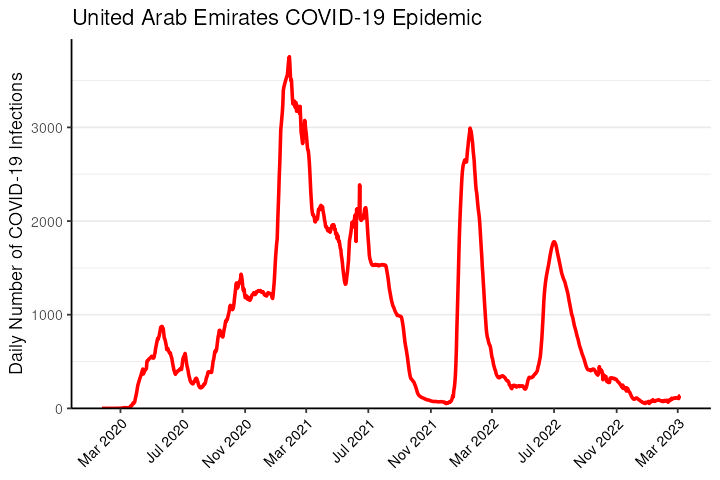 United Arab Emirates COVID-19 Epidemic
Daily Number of COVID-19 Infections
3000
2000
1000
0
Mar 2020
Jul 2020
Nov 2020
Mar 2021
Jul 2021
Nov 2021
Mar 2022
Jul 2022
Nov 2022
Mar 2023